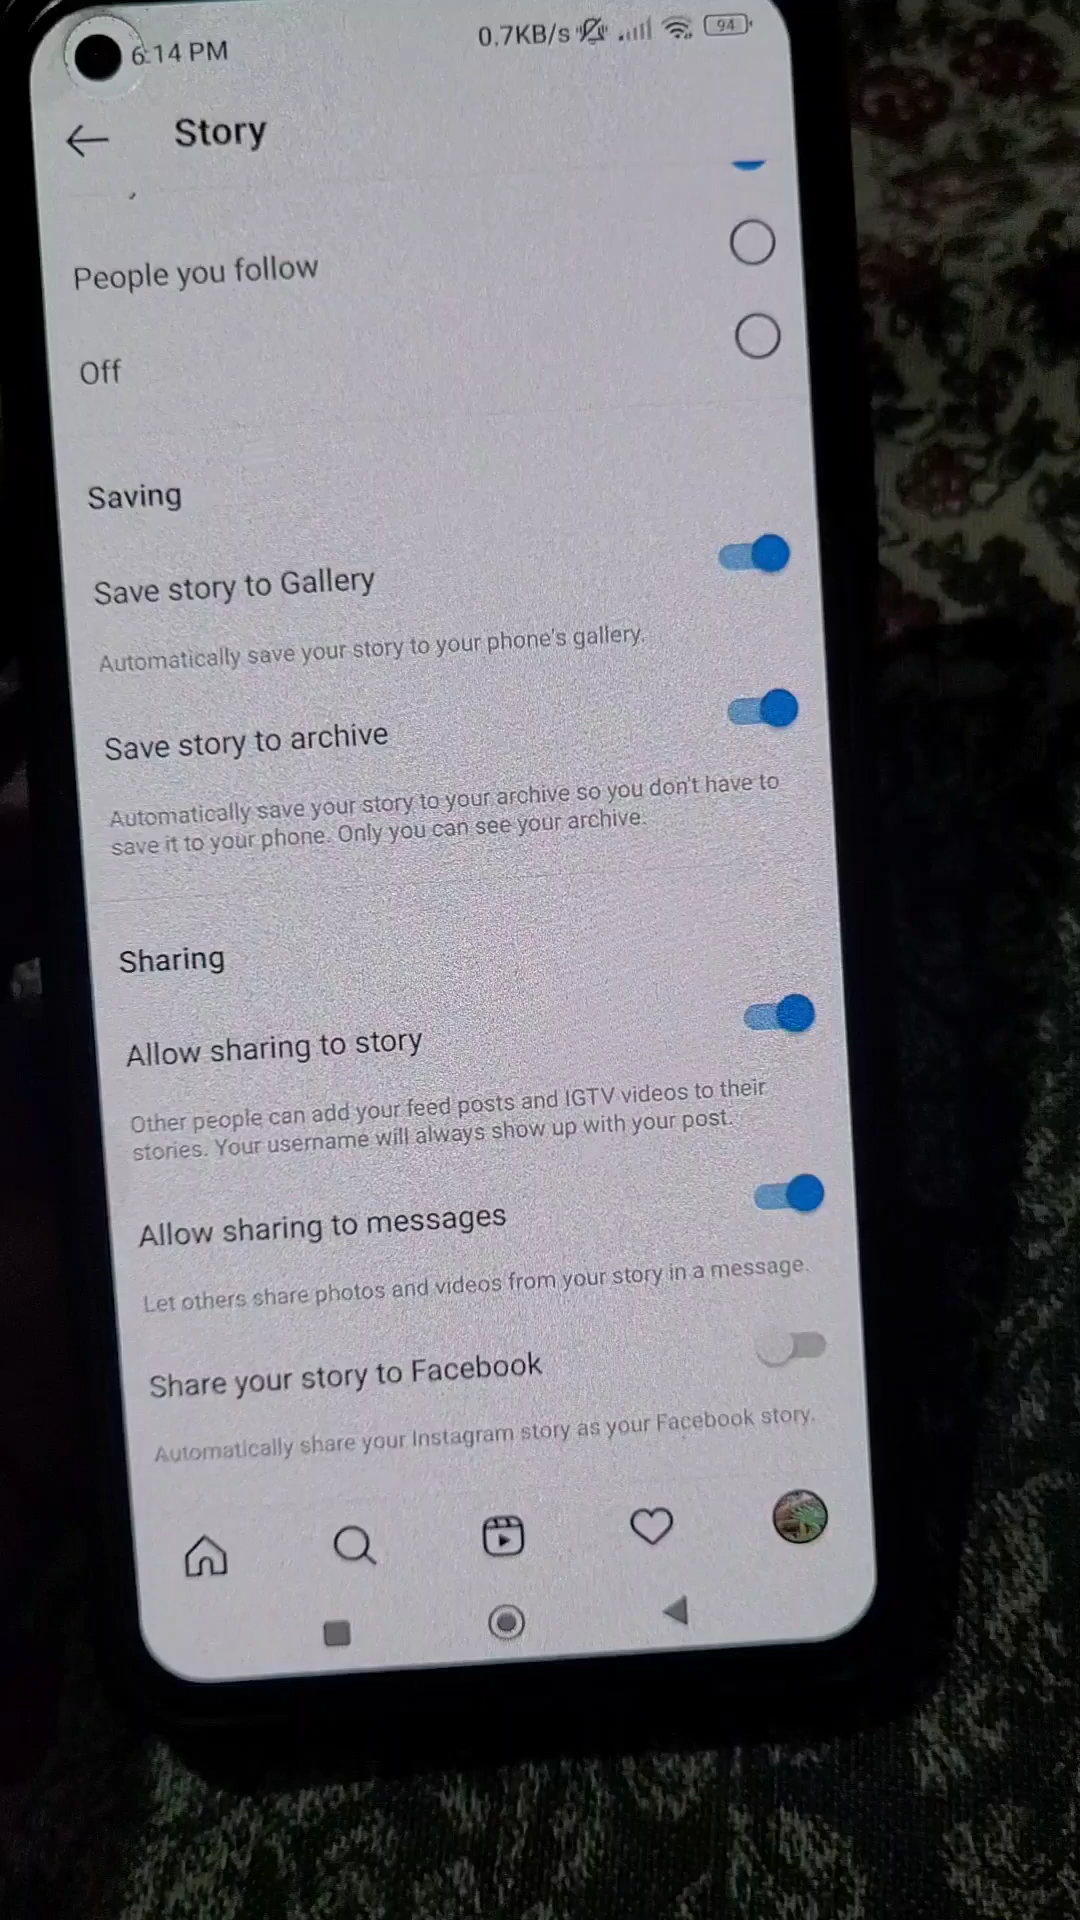 6:14 PM
0.7KB/s
94
Story
People you follow
Off
Saving
Save story to Gallery
Automatically save your story to your phone's gallery.
Save story to archive
Automatically save your story to your archive so you don't have to
save it to your phone. Only you can see your archive.
Sharing
Allow sharing to story
Other people can add your feed posts and IGTV videos to their
stories. Your username will always show up with your post.
Allow sharing to messages
Let others share photos and videos from your story in a message.
Share your story to Facebook
Automatically share your Instagram story as your Facebook story.